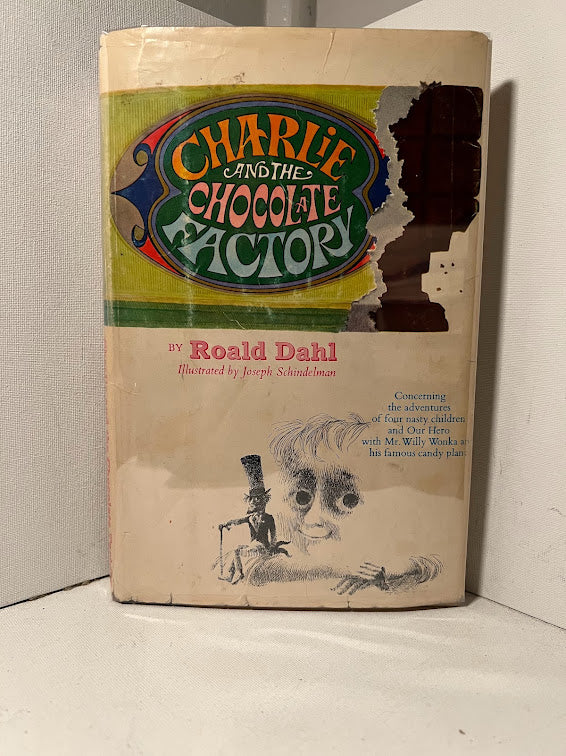 CHARLiE
AND THE
CHOCOLATE
FACTORY
BY Roald Dahl
Illustrated by Joseph Schindelman
Concerning
the adventures
of four nasty children
and Our Hero
with Mr. Willy Wonka
his famous candy plan